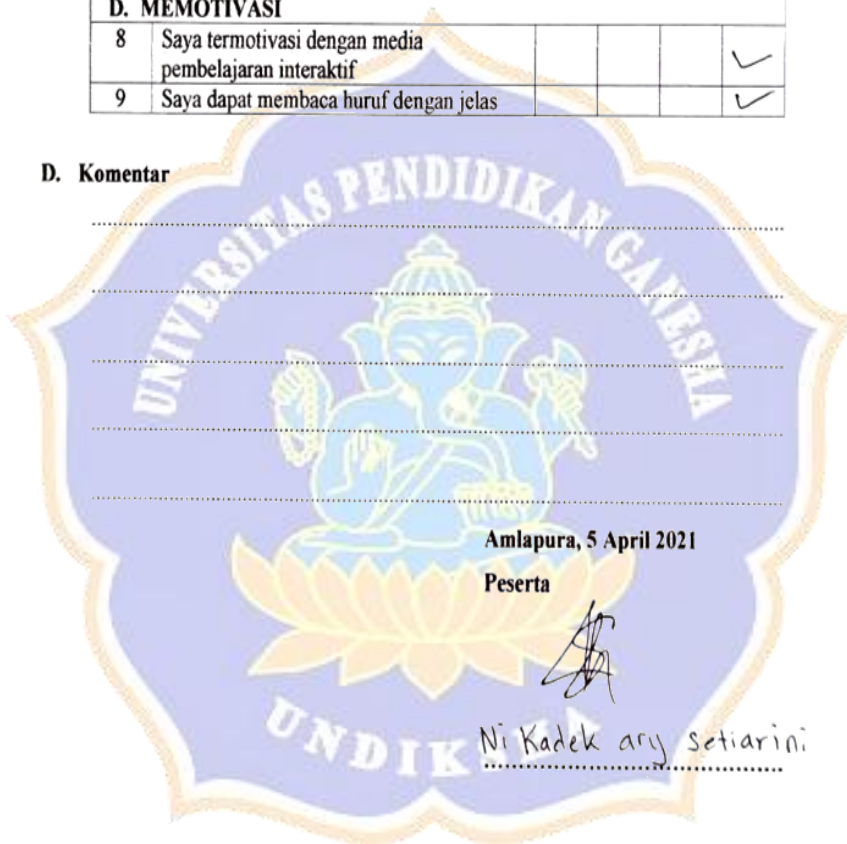 D. MEMOTIVASI
8 Saya termotivasi dengan media
pembelajaran interaktif ✓
9 Saya dapat membaca huruf dengan jelas ✓
D. Komentar
UNIVERSITAS PENDIDIKAN GANESHA
Amlapura, 5 April 2021
Peserta
UNDIKSHA
Ni Kadek ary setiarini